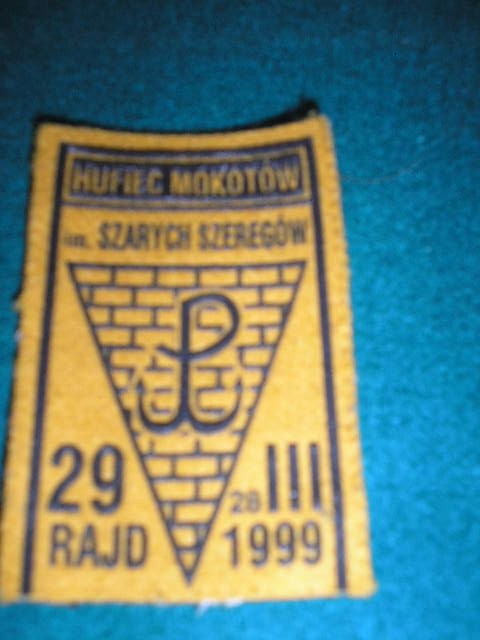 HUFIEC MOKOTÓW
im. SZARYCH SZEREGÓW
29 28 III
RAJD 1999